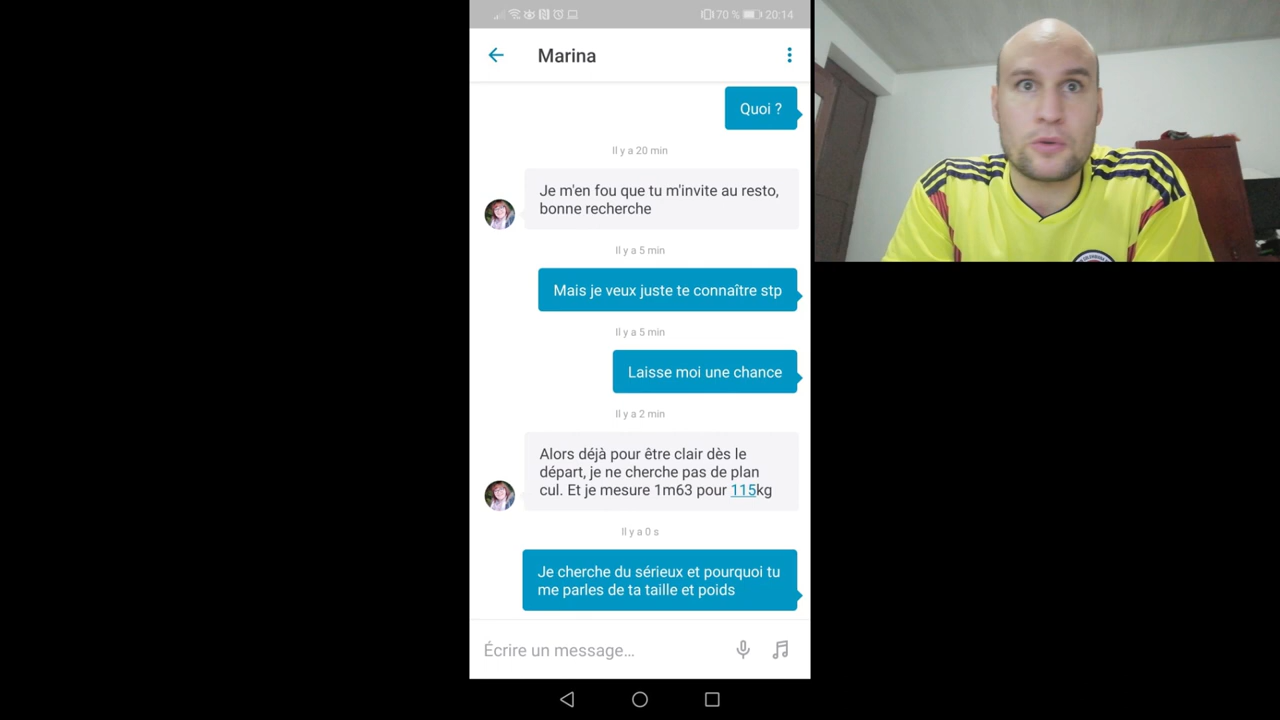 70 % 20:14
Marina
Quoi ?
Il y a 20 min
Je m'en fou que tu m'invite au resto,
bonne recherche
Il y a 5 min
Mais je veux juste te connaître stp
Il y a 5 min
Laisse moi une chance
Il y a 2 min
Alors déjà pour être clair dès le
départ, je ne cherche pas de plan
cul. Et je mesure 1m63 pour 115kg
Il y a 0 s
Je cherche du sérieux et pourquoi tu
me parles de ta taille et poids
Écrire un message…